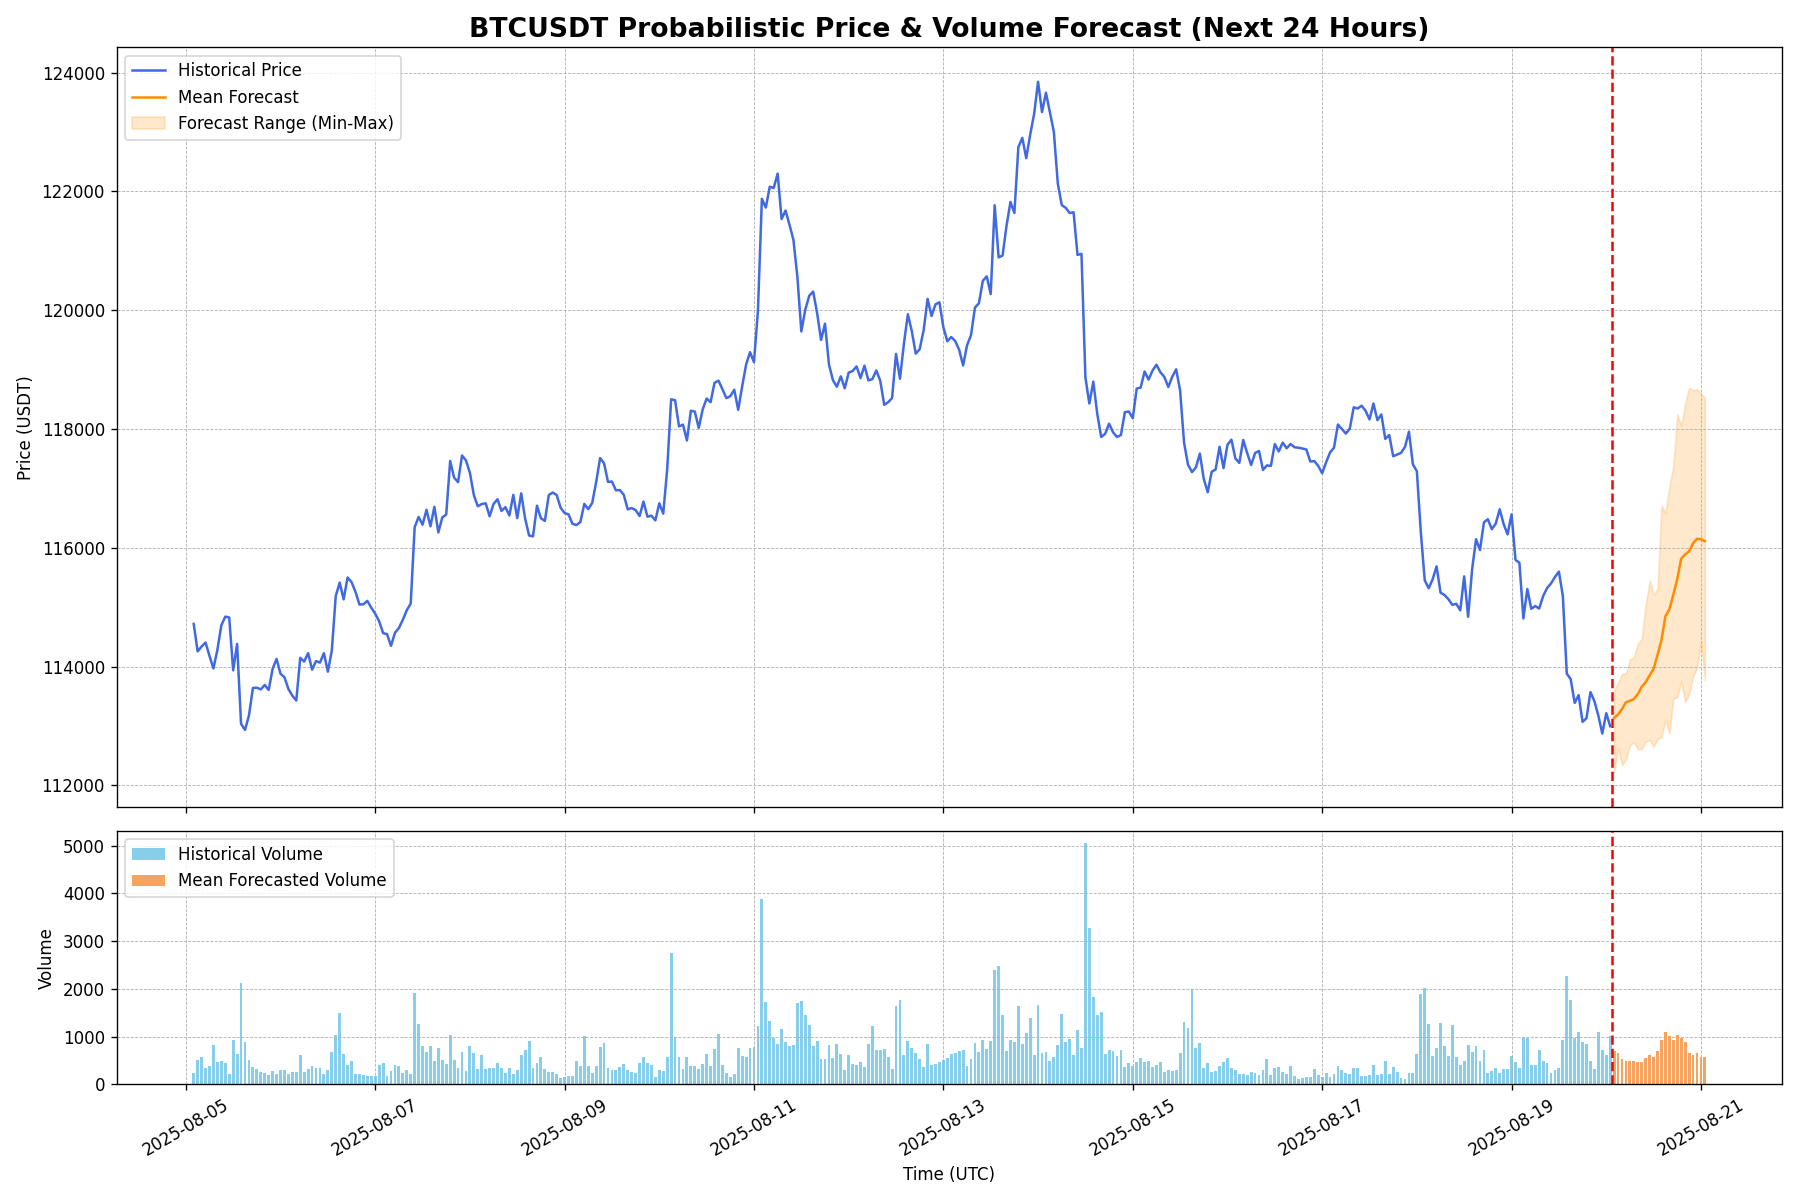 BTCUSDT Probabilistic Price & Volume Forecast (Next 24 Hours)
Historical Price
Mean Forecast
Forecast Range (Min-Max)
124000
122000
120000
118000
116000
114000
112000
Price (USDT)
Historical Volume
Mean Forecasted Volume
5000
4000
3000
2000
1000
0
Volume
2025-08-05
2025-08-07
2025-08-09
2025-08-11
2025-08-13
2025-08-15
2025-08-17
2025-08-19
2025-08-21
Time (UTC)